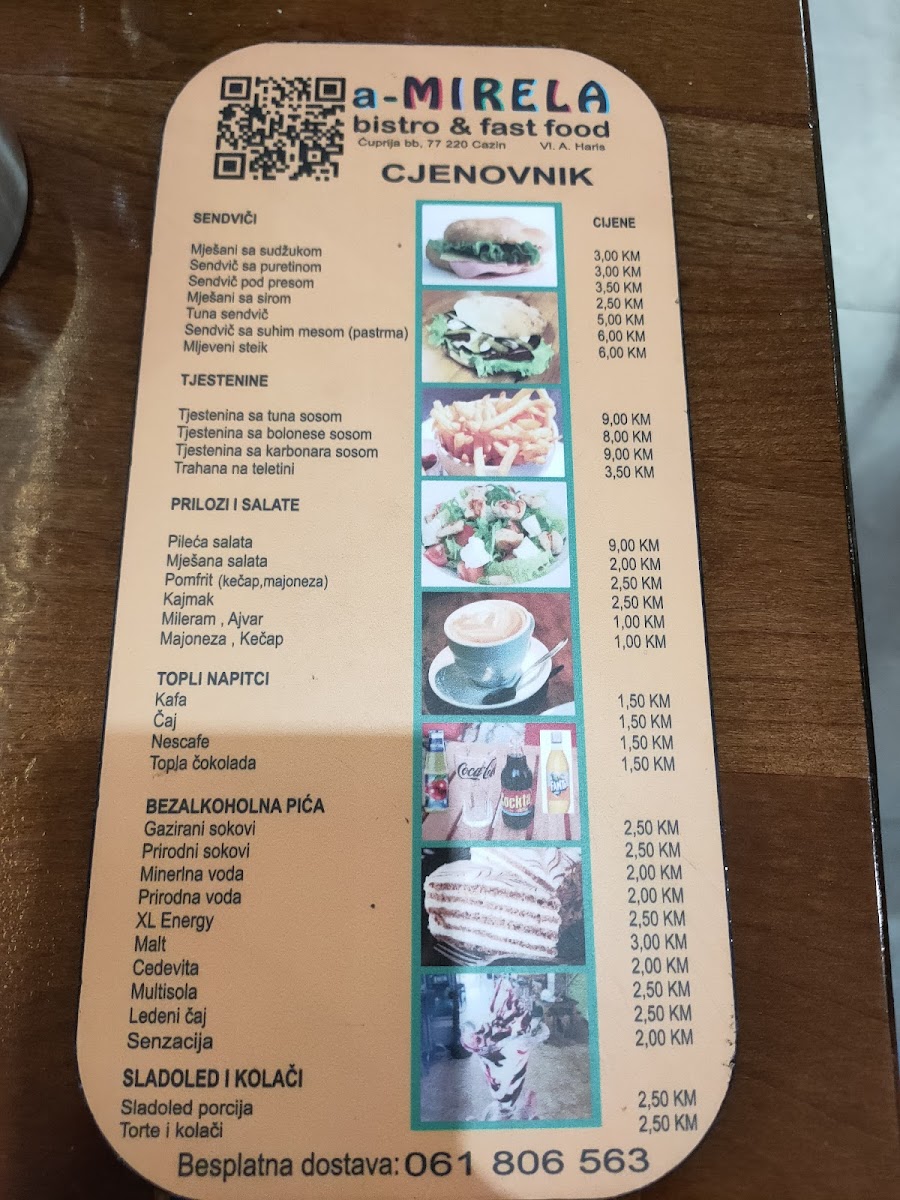 a-MIRELA
bistro & fast food
Ćuprija bb, 77 220 Cazin Vl. A. Haris
CJENOVNIK
SENDVIČI CIJENE
Mješani sa sudžukom 3,00 KM
Sendvič sa puretinom 3,00 KM
Sendvič pod presom 3,50 KM
Mješani sa sirom 2,50 KM
Tuna sendvič 5,00 KM
Sendvič sa suhim mesom (pastrma) 6,00 KM
Mljeveni steik 6,00 KM
TJESTENINE
Tjestenina sa tuna sosom 9,00 KM
Tjestenina sa bolonese sosom 8,00 KM
Tjestenina sa karbonara sosom 9,00 KM
Trahana na teletini 3,50 KM
PRILOZI I SALATE
Pileća salata 9,00 KM
Mješana salata 2,00 KM
Pomfrit (kečap,majoneza) 2,50 KM
Kajmak 2,50 KM
Mileram , Ajvar 1,00 KM
Majoneza , Kečap 1,00 KM
TOPLI NAPITCI
Kafa 1,50 KM
Čaj 1,50 KM
Nescafe 1,50 KM
Topla čokolada 1,50 KM
Coca-Cola
Cockta
FANTA
BEZALKOHOLNA PIĆA
Gazirani sokovi 2,50 KM
Prirodni sokovi 2,50 KM
Minerlna voda 2,00 KM
Prirodna voda 2,00 KM
XL Energy 2,50 KM
Malt 3,00 KM
Cedevita 2,00 KM
Multisola 2,50 KM
Ledeni čaj 2,50 KM
Senzacija 2,00 KM
SLADOLED I KOLAČI
Sladoled porcija 2,50 KM
Torte i kolači 2,50 KM
Besplatna dostava: 061 806 563